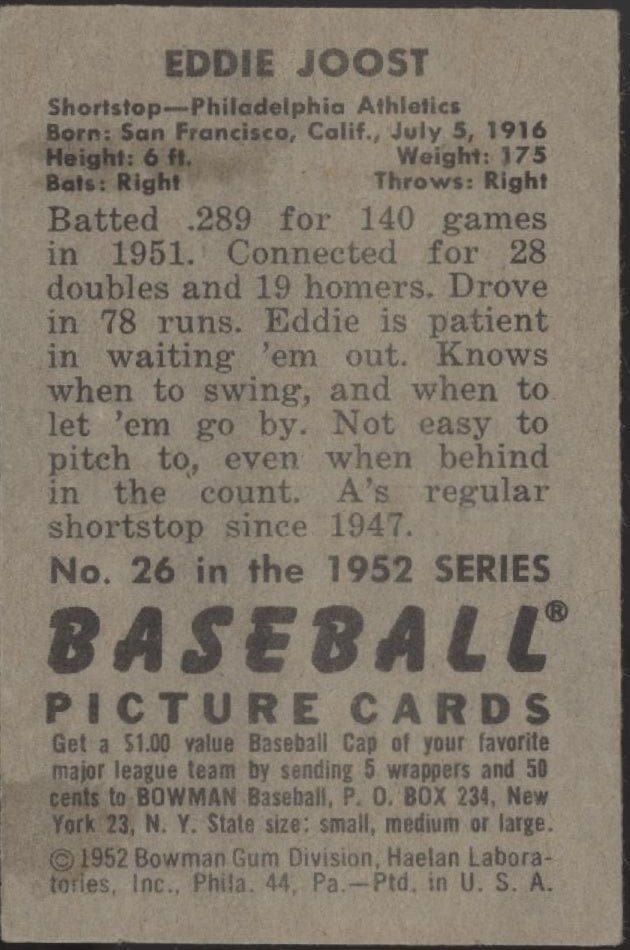 EDDIE JOOST
Shortstop—Philadelphia Athletics
Born: San Francisco, Calif., July 5, 1916
Height: 6 ft. Weight: 175
Bats: Right Throws: Right
Batted .289 for 140 games
in 1951. Connected for 28
doubles and 19 homers. Drove
in 78 runs. Eddie is patient
in waiting 'em out. Knows
when to swing, and when to
let 'em go by. Not easy to
pitch to, even when behind
in the count. A's regular
shortstop since 1947.
No. 26 in the 1952 SERIES
BASEBALL®
PICTURE CARDS
Get a $1.00 value Baseball Cap of your favorite
major league team by sending 5 wrappers and 50
cents to BOWMAN Baseball, P. O. BOX 234, New
York 23, N. Y. State size: small, medium or large.
© 1952 Bowman Gum Division, Haelan Labora-
tories, Inc., Phila. 44, Pa.—Ptd. in U. S. A.